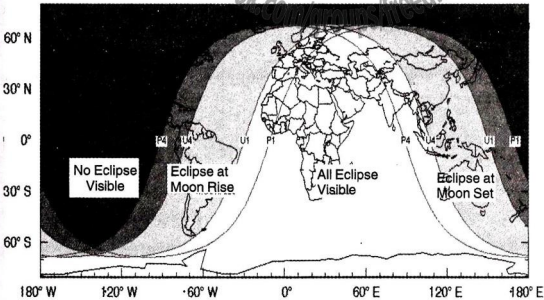 60° N
30° N
0°
30° S
60° S
P4 U4 U1 P1 P4 U4 U1 P1
No Eclipse
Visible
Eclipse at
Moon Rise
All Eclipse
Visible
Eclipse at
Moon Set
180° W 120° W 60° W 0° 60° E 120° E 180° E